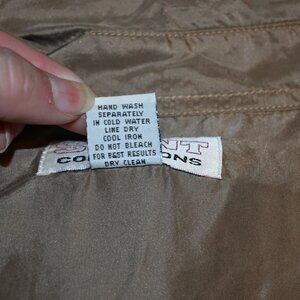 HAND WASH
SEPARATELY
IN COLD WATER
LINE DRY
COOL IRON
DO NOT BLEACH
FOR BEST RESULTS
DRY CLEAN